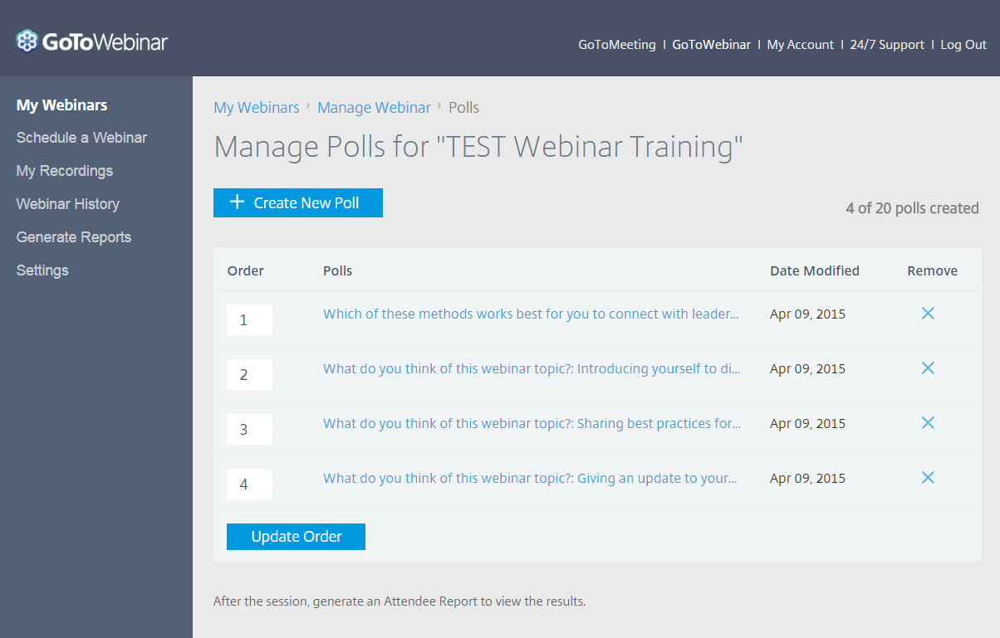 GoToWebinar
GoToMeeting | GoToWebinar | My Account | 24/7 Support | Log Out
My Webinars
Schedule a Webinar
My Recordings
Webinar History
Generate Reports
Settings
My Webinars › Manage Webinar › Polls
Manage Polls for "TEST Webinar Training"
+ Create New Poll
4 of 20 polls created
Order Polls Date Modified Remove
1 Which of these methods works best for you to connect with leader... Apr 09, 2015
2 What do you think of this webinar topic?: Introducing yourself to di... Apr 09, 2015
3 What do you think of this webinar topic?: Sharing best practices for... Apr 09, 2015
4 What do you think of this webinar topic?: Giving an update to your... Apr 09, 2015
Update Order
After the session, generate an Attendee Report to view the results.